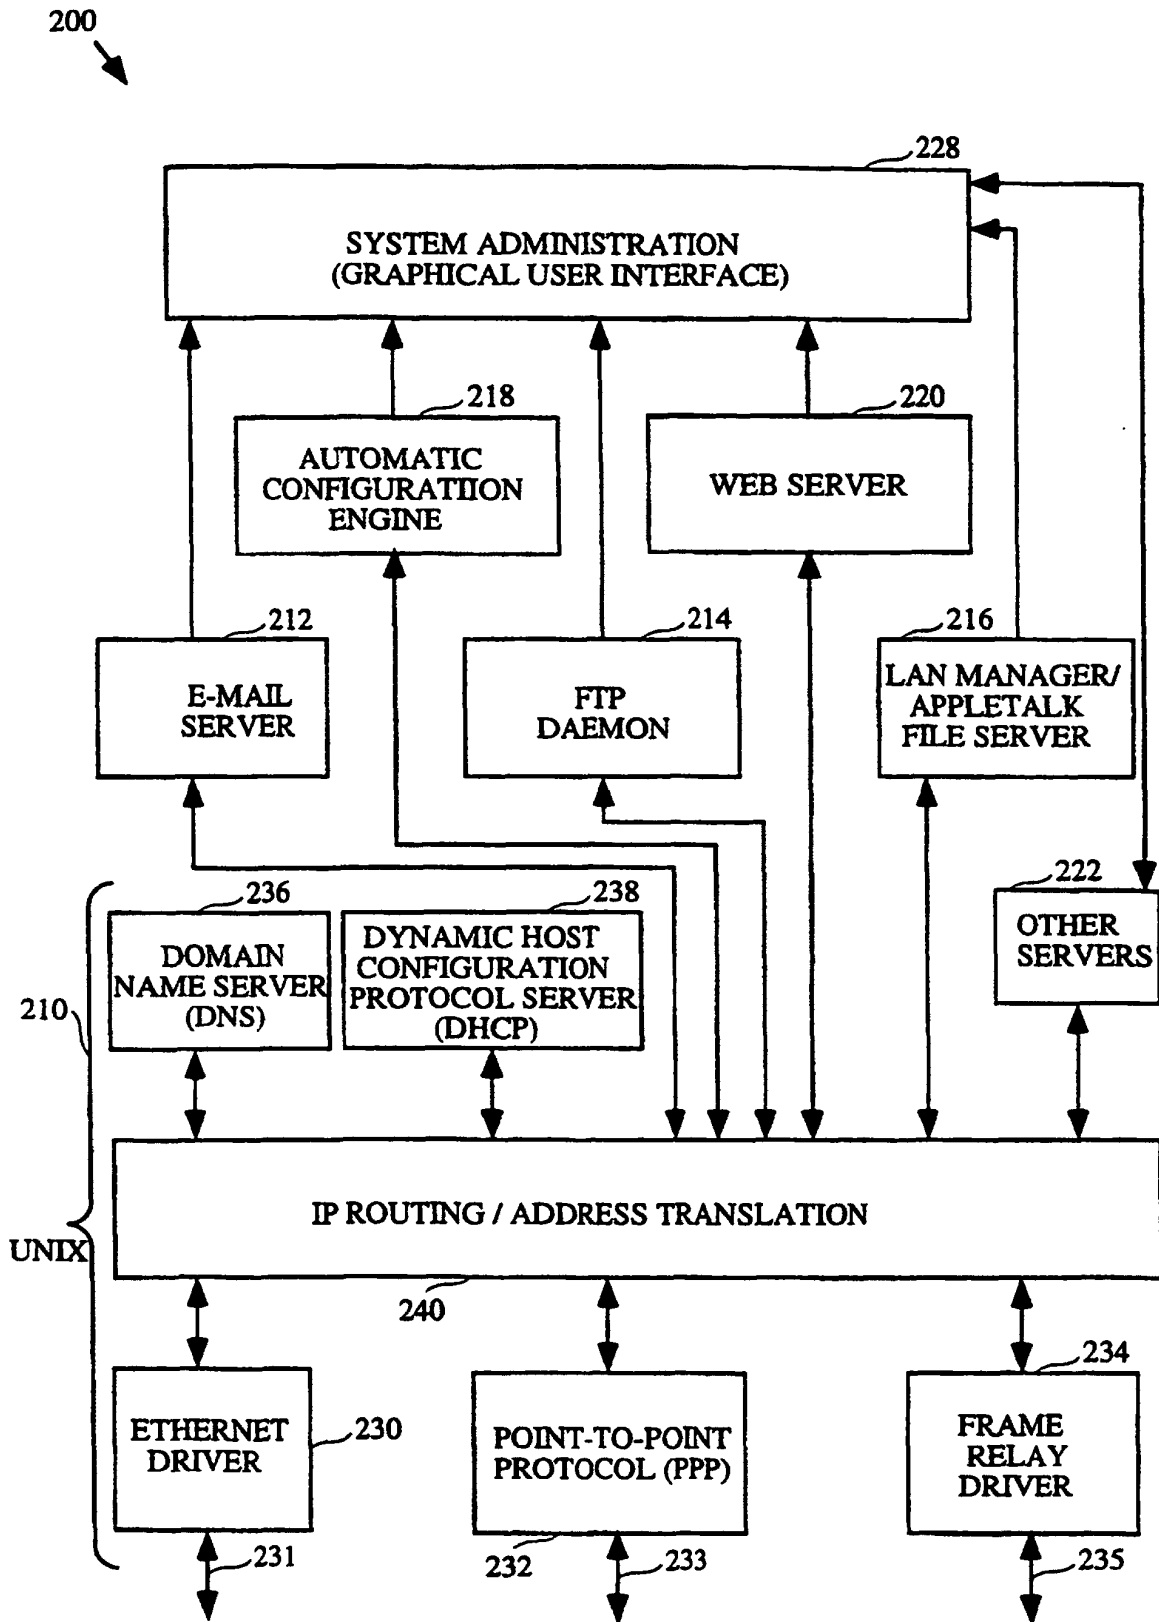 200
228
SYSTEM ADMINISTRATION
(GRAPHICAL USER INTERFACE)
218
AUTOMATIC
CONFIGURATIION
ENGINE
220
WEB SERVER
212
E-MAIL
SERVER
214
FTP
DAEMON
216
LAN MANAGER/
APPLETALK
FILE SERVER
222
OTHER
SERVERS
236
DOMAIN
NAME SERVER
(DNS)
238
DYNAMIC HOST
CONFIGURATION
PROTOCOL SERVER
(DHCP)
210
UNIX
IP ROUTING / ADDRESS TRANSLATION
240
ETHERNET
DRIVER
230
POINT-TO-POINT
PROTOCOL (PPP)
232
234
FRAME
RELAY
DRIVER
231
233
235